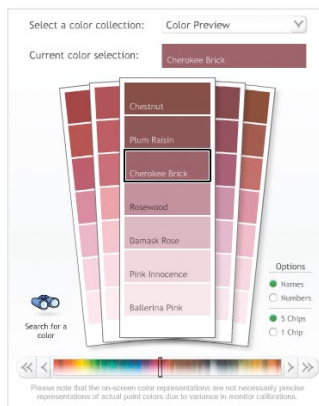 Select a color collection: Color Preview
Current color selection: Cherokee Brick
Chestnut
Plum Raisin
Cherokee Brick
Rosewood
Damask Rose
Pink Innocence
Ballerina Pink
Options
Names
Numbers
5 Chips
1 Chip
Search for a
color
Please note that the on-screen color representations are not necessarily precise
representations of actual paint colors due to variance in monitor calibrations.